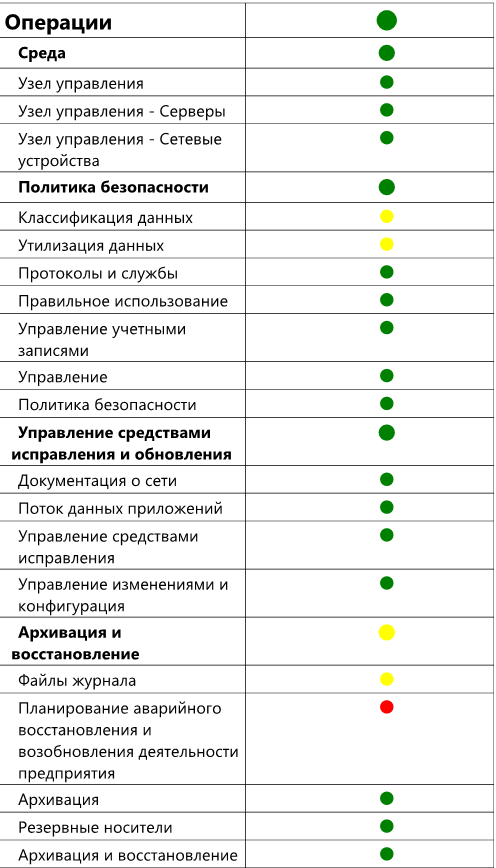 Операции
Среда
Узел управления
Узел управления - Серверы
Узел управления - Сетевые
устройства
Политика безопасности
Классификация данных
Утилизация данных
Протоколы и службы
Правильное использование
Управление учетными
записями
Управление
Политика безопасности
Управление средствами
исправления и обновления
Документация о сети
Поток данных приложений
Управление средствами
исправления
Управление изменениями и
конфигурация
Архивация и
восстановление
Файлы журнала
Планирование аварийного
восстановления и
возобновления деятельности
предприятия
Архивация
Резервные носители
Архивация и восстановление